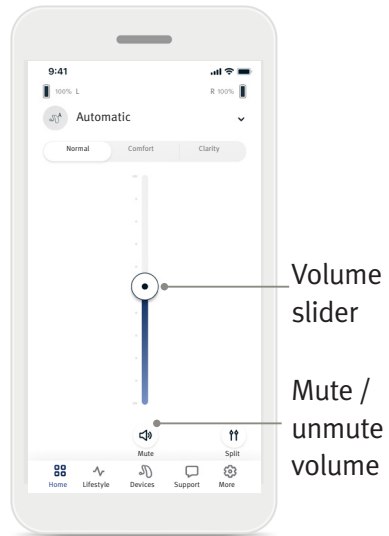 9:41
100% L
R 100%
Automatic
Normal Comfort Clarity
Volume
slider
Mute /
unmute
volume
Mute Split
Home Lifestyle Devices Support More